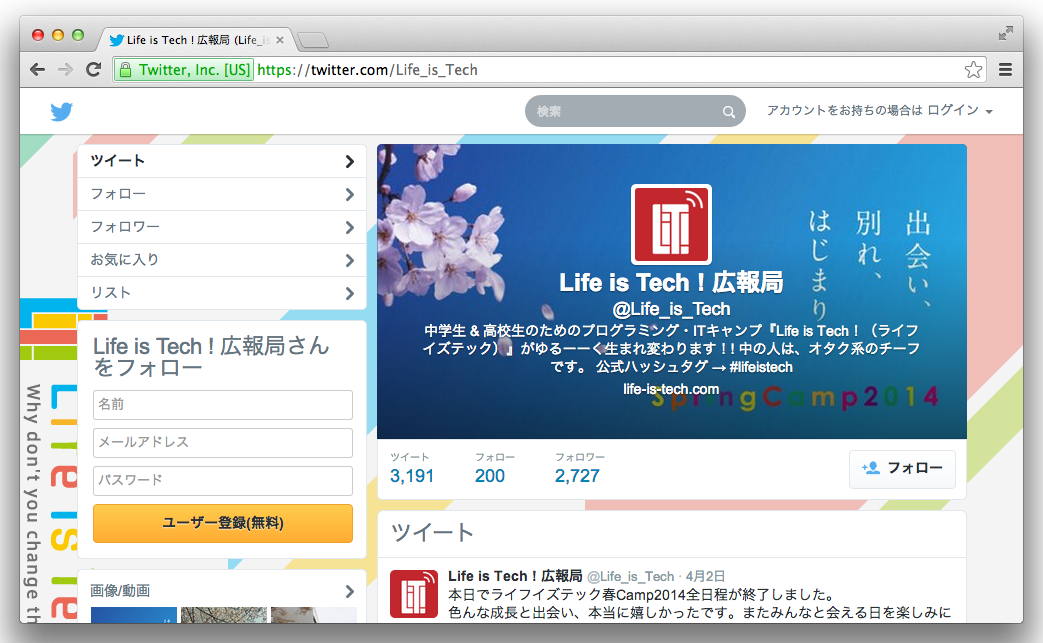 Life is Tech ! 広報局 (Life_is
Twitter, Inc. [US] https://twitter.com/Life_is_Tech
検索
アカウントをお持ちの場合は ログイン
ツイート
フォロー
フォロワー
お気に入り
リスト
Life is Tech ! 広報局さん
をフォロー
名前
メールアドレス
パスワード
ユーザー登録(無料)
画像/動画
Why don't you change th
出会い、
別れ、
はじまり
LiT!
Life is Tech ! 広報局
@Life_is_Tech
中学生 & 高校生のためのプログラミング・ITキャンプ『Life is Tech！（ライフ
イズテック）』がゆるーーく生まれ変わります ! ! 中の人は、オタク系のチーフ
です。 公式ハッシュタグ → #lifeistech
life-is-tech.com
SpringCamp2014
ツイート
3,191
フォロー
200
フォロワー
2,727
フォロー
ツイート
LiT!
Life is Tech ! 広報局 @Life_is_Tech · 4月2日
本日でライフイズテック春Camp2014全日程が終了しました。
色んな成長と出会い、本当に嬉しかったです。またみんなと会える日を楽しみに